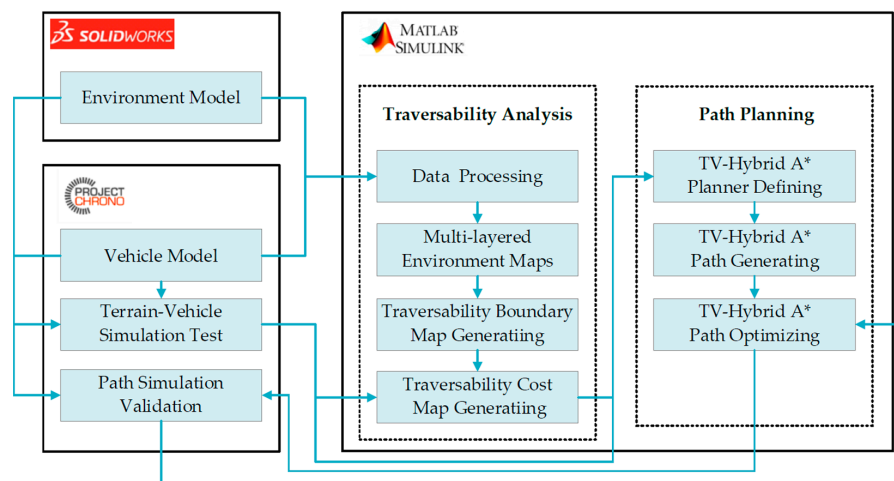 SOLIDWORKS
Environment Model
PROJECT
CHRONO
Vehicle Model
Terrain-Vehicle
Simulation Test
Path Simulation
Validation
MATLAB
SIMULINK
Traversability Analysis
Data Processing
Multi-layered
Environment Maps
Traversability Boundary
Map Generatiing
Traversability Cost
Map Generatiing
Path Planning
TV-Hybrid A*
Planner Defining
TV-Hybrid A*
Path Generating
TV-Hybrid A*
Path Optimizing